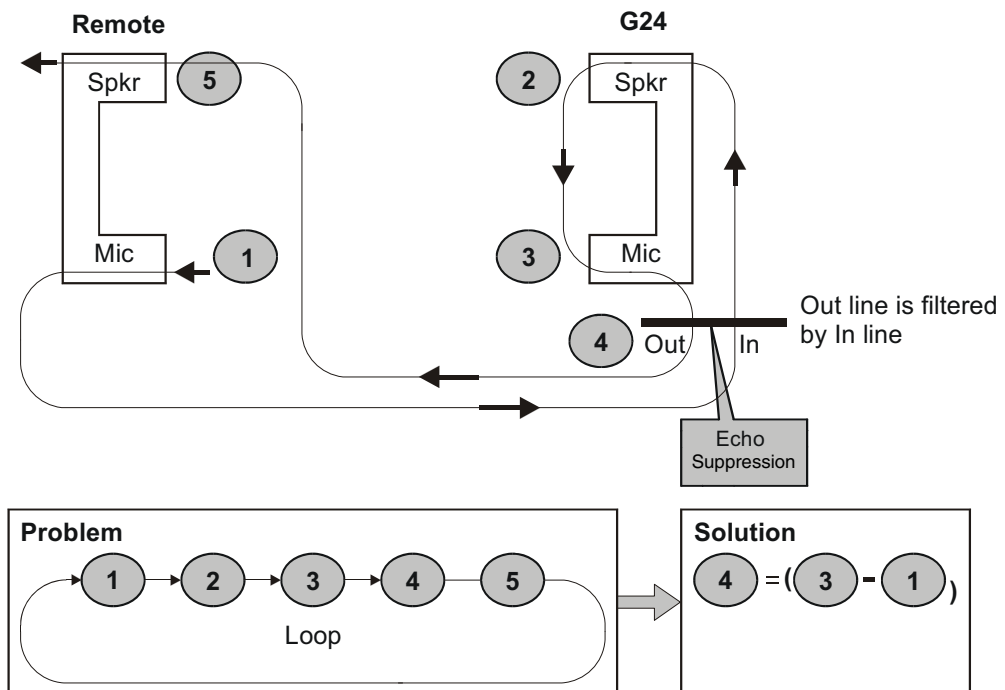 Remote
G24
Spkr
5
2
Spkr
Mic
1
3
Mic
4
Out
In
Out line is filtered
by In line
Echo
Suppression
Problem
1
2
3
4
5
Loop
Solution
4 = ( 3 - 1 )